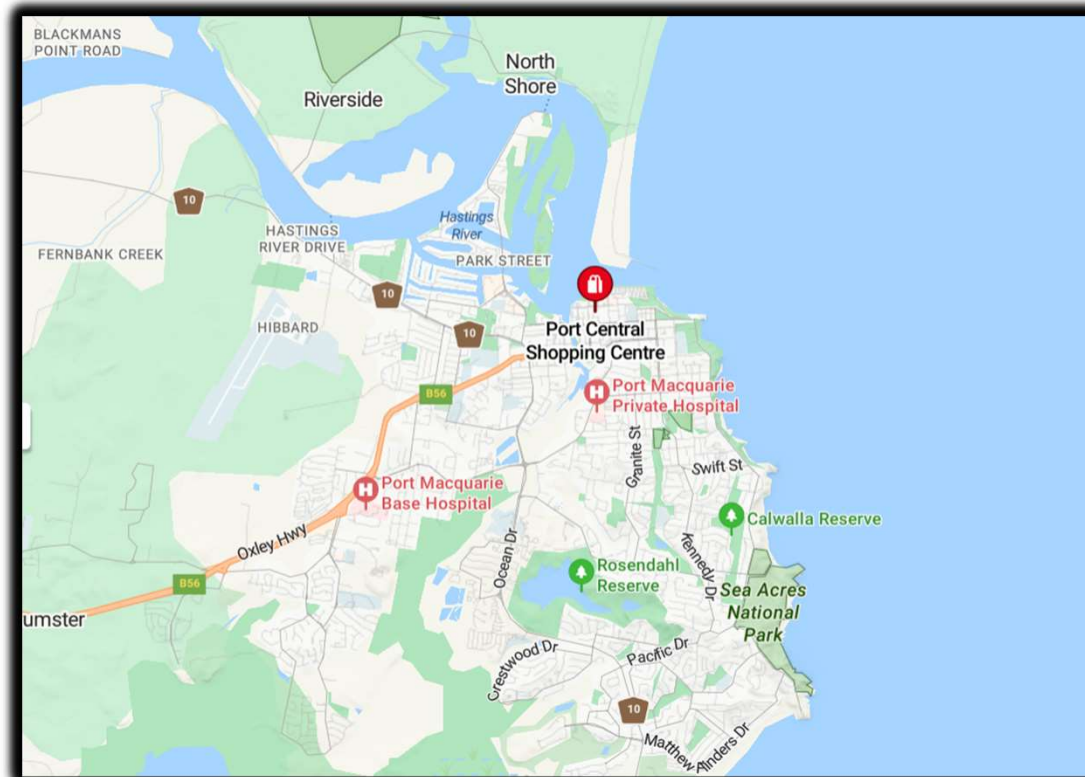 BLACKMANS
POINT ROAD
North
Shore
Riverside
10
Hastings
River
HASTINGS
RIVER DRIVE
FERNBANK CREEK
PARK STREET
10
HIBBARD
10
Port Central
Shopping Centre
B56
Port Macquarie
Private Hospital
Granite St
Swift St
Port Macquarie
Base Hospital
Calwalla Reserve
Oxley Hwy
Ocean Dr
Kennedy Dr
Rosendahl
Reserve
B56
Sea Acres
National
Park
umster
Crestwood Dr
Pacific Dr
10
Matthew Flinders Dr